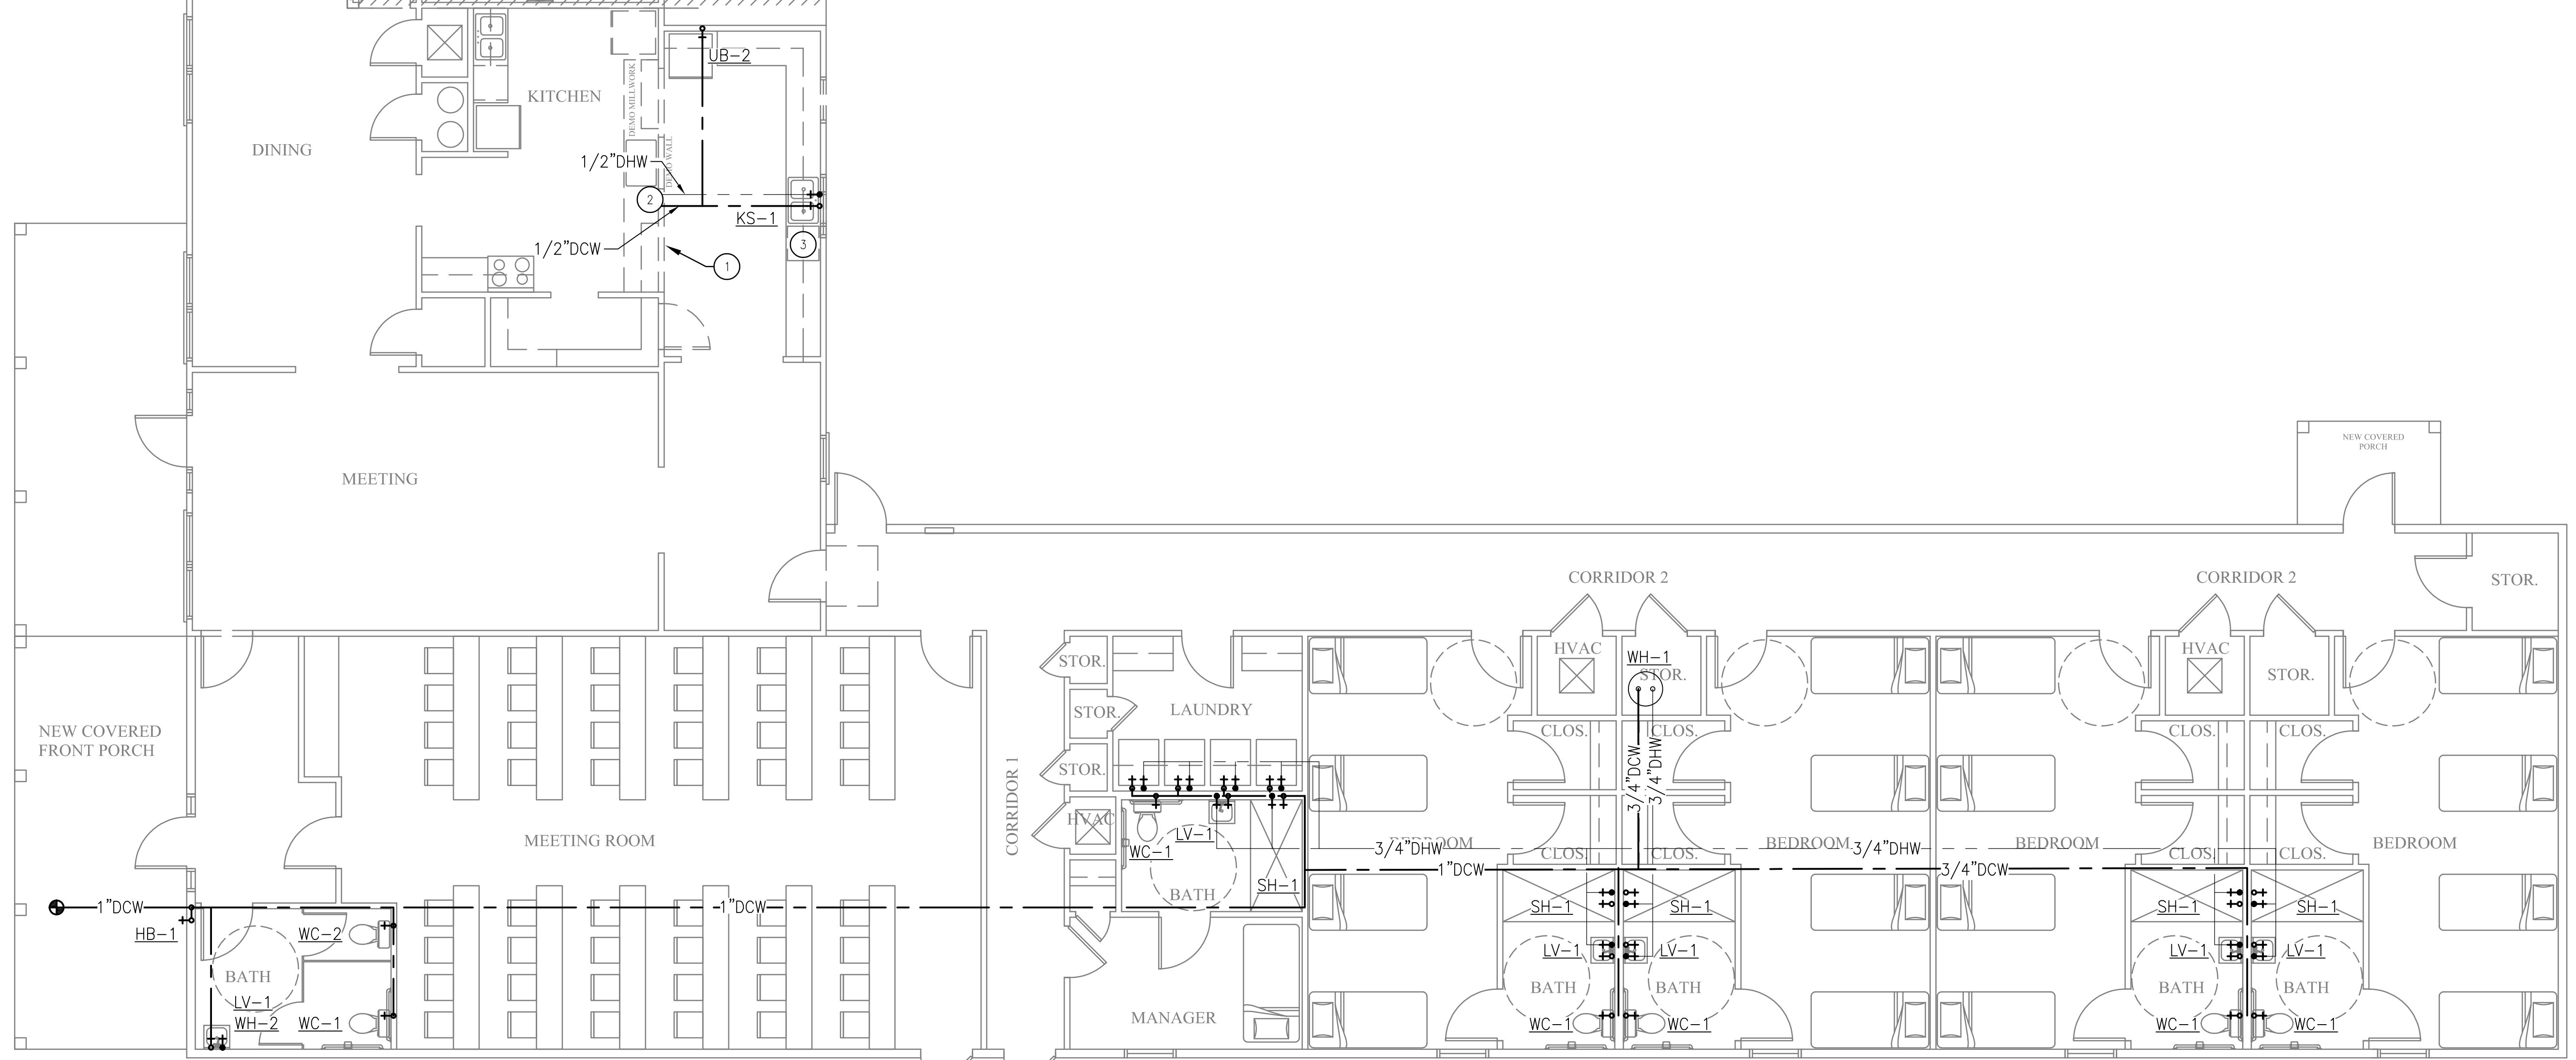 UB-2
KITCHEN
DEMO MILLWORK
DINING
DEMO WALL
1/2"DHW
2
KS-1
1/2"DCW
3
1
MEETING
NEW COVERED
PORCH
CORRIDOR 2
CORRIDOR 2
STOR.
STOR.
HVAC
WH-1
STOR.
HVAC
STOR.
NEW COVERED
FRONT PORCH
STOR.
LAUNDRY
CLOS.
CLOS.
CLOS.
CLOS.
STOR.
3/4"DCW
3/4"DHW
CORRIDOR 1
HVAC
MEETING ROOM
LV-1
WC-1
BEDROOM
3/4"DHW
BEDROOM
3/4"DHW
BEDROOM
BEDROOM
CLOS.
CLOS.
CLOS.
CLOS.
1"DCW
3/4"DCW
SH-1
BATH
1"DCW
1"DCW
SH-1
SH-1
SH-1
SH-1
HB-1
WC-2
LV-1
LV-1
LV-1
LV-1
BATH
BATH
BATH
BATH
BATH
LV-1
WH-2
WC-1
MANAGER
WC-1
WC-1
WC-1
WC-1